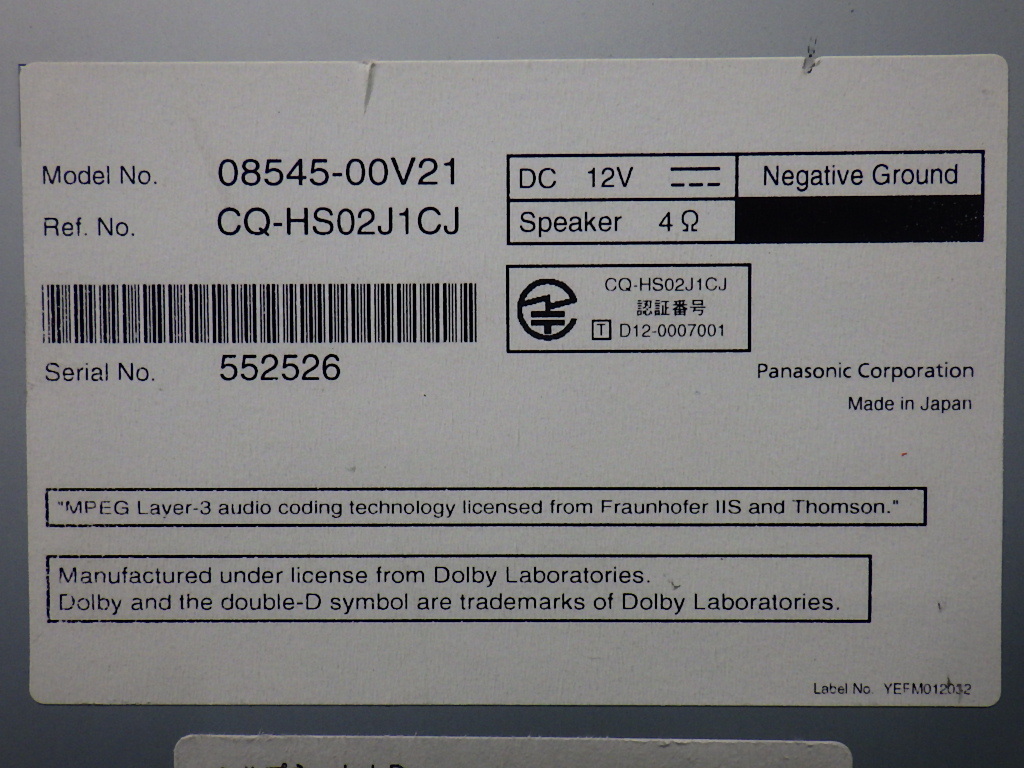 Model No. 08545-00V21
Ref. No. CQ-HS02J1CJ
DC 12V
Negative Ground
Speaker 4Ω
CQ-HS02J1CJ
認証番号
T D12-0007001
Serial No. 552526
Panasonic Corporation
Made in Japan
"MPEG Layer-3 audio coding technology licensed from Fraunhofer IIS and Thomson."
Manufactured under license from Dolby Laboratories.
Dolby and the double-D symbol are trademarks of Dolby Laboratories.
Label No. YEFM012032